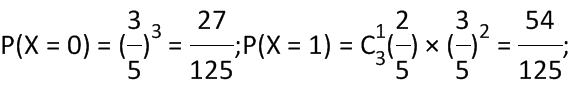 P(X = 0) = (3/5)^3 = 27/125;P(X = 1) = C_3^1(2/5) × (3/5)^2 = 54/125;